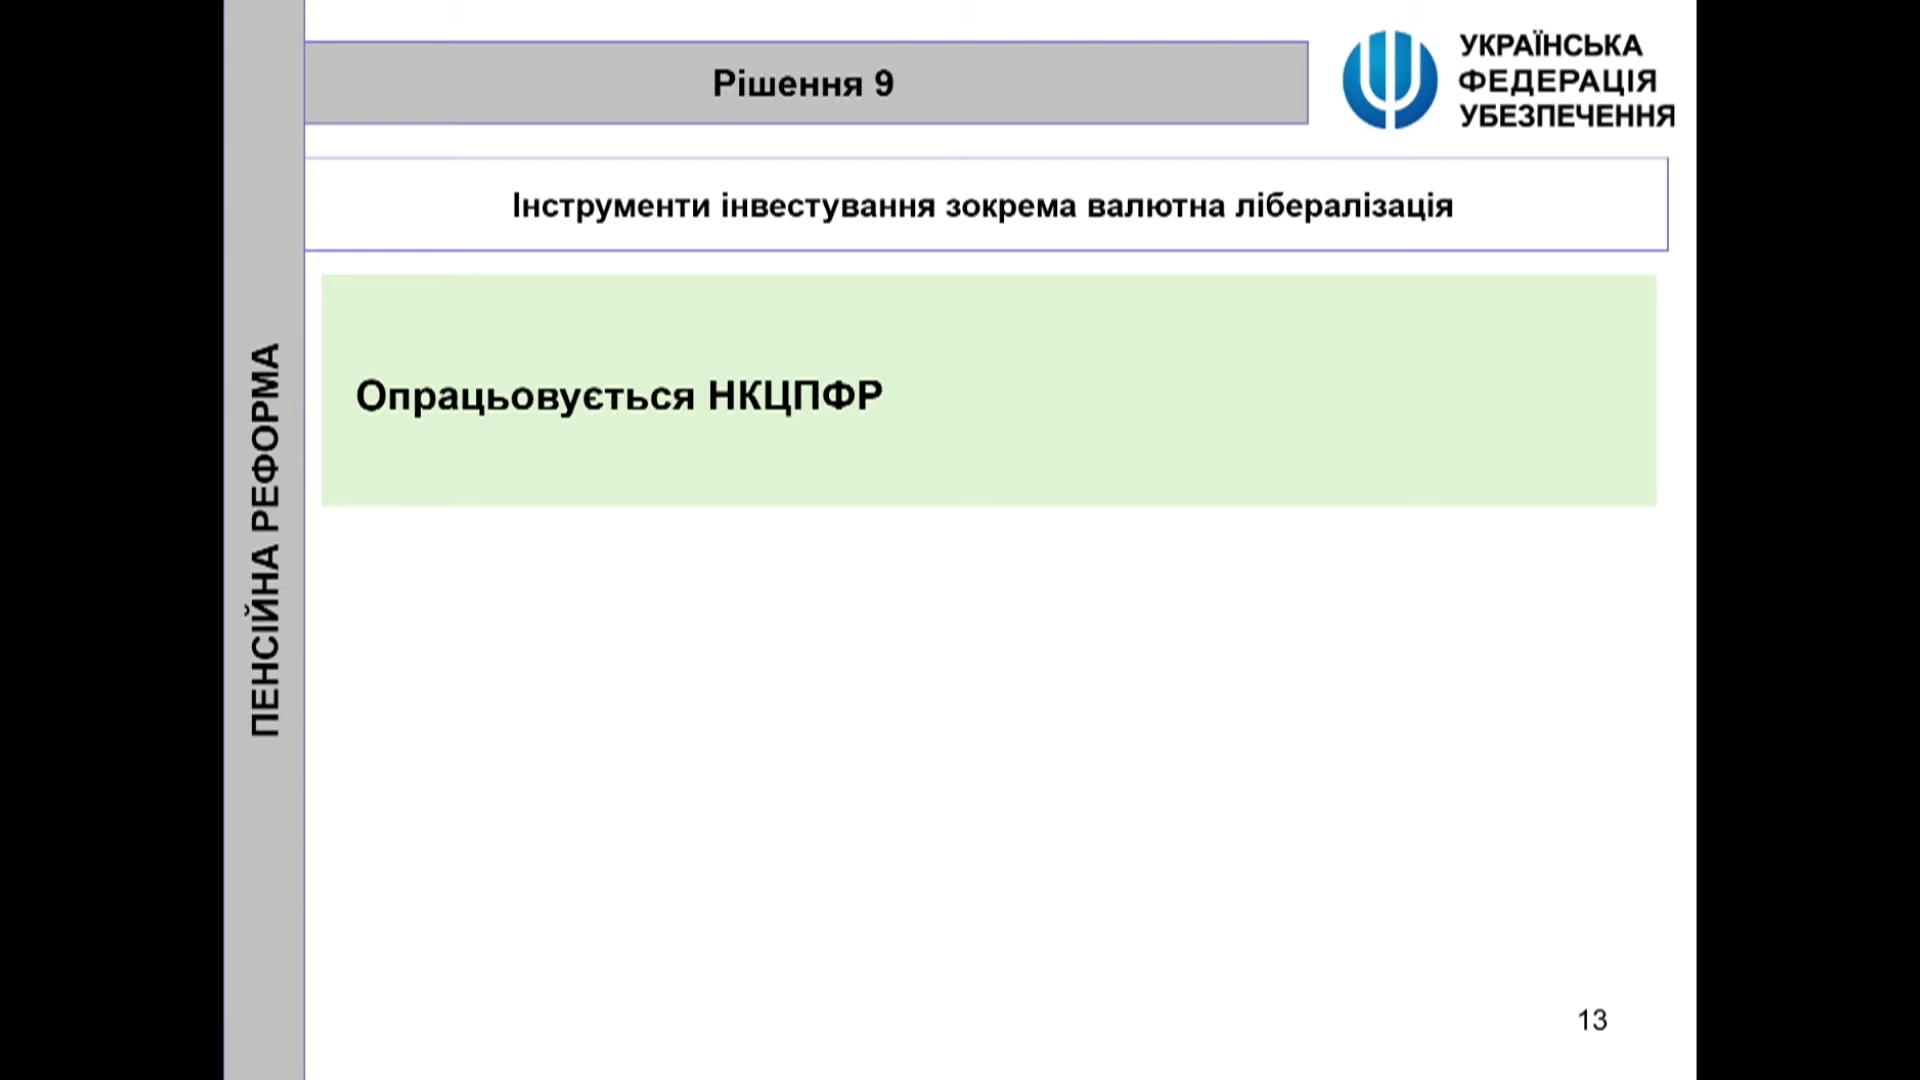 Рішення 9
УКРАЇНСЬКА
ФЕДЕРАЦІЯ
УБЕЗПЕЧЕННЯ
Інструменти інвестування зокрема валютна лібералізація
Опрацьовується НКЦПФР
ПЕНСІЙНА РЕФОРМА
13